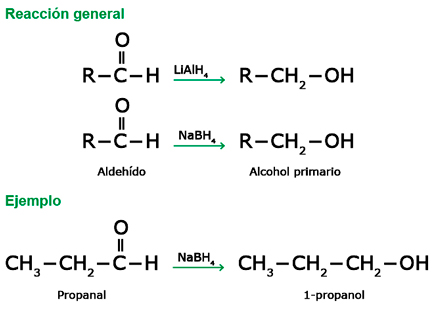 Reacción general
O
R–C–H LiAlH₄ R–CH₂–OH
O
R–C–H NaBH₄ R–CH₂–OH
Aldehído Alcohol primario
Ejemplo
O
CH₃–CH₂–C–H NaBH₄ CH₃–CH₂–CH₂–OH
Propanal 1-propanol